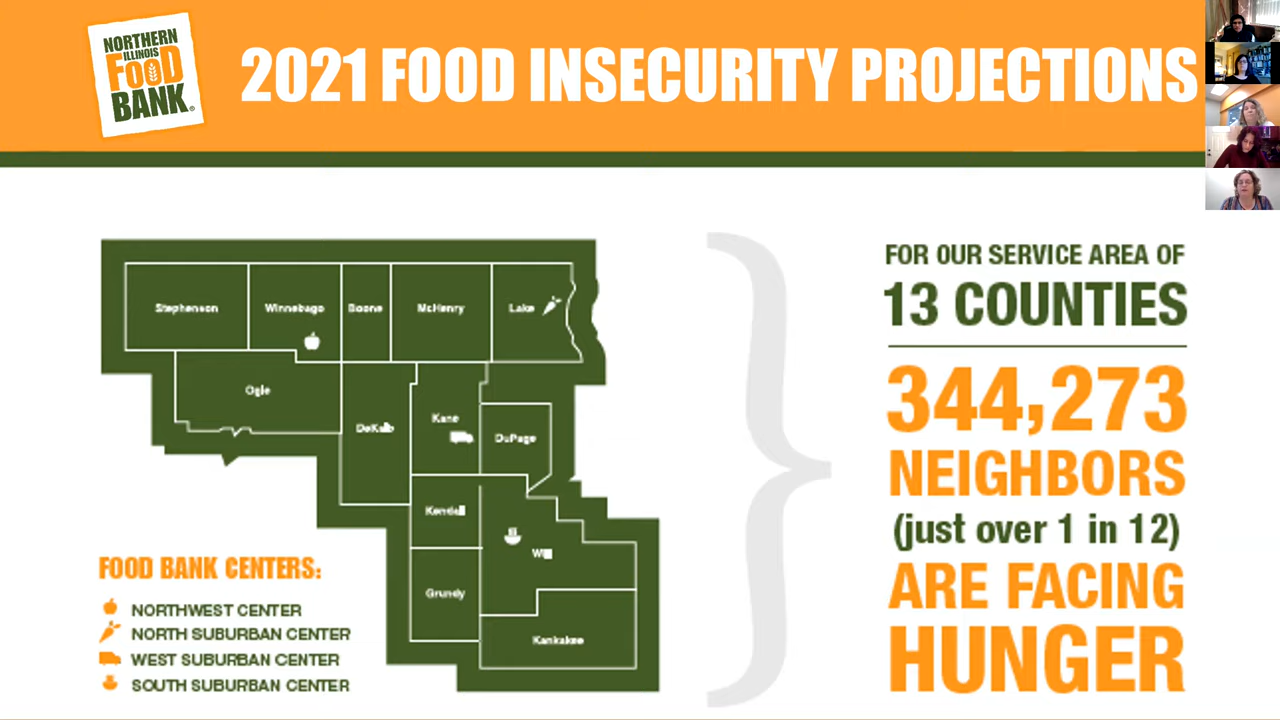 NORTHERN
ILLINOIS
FOOD
BANK®
2021 FOOD INSECURITY PROJECTIONS
Stephenson
Winnebago
Boone
McHenry
Lake
Ogle
DeKalb
Kane
DuPage
Kendall
Will
Grundy
Kankakee
FOOD BANK CENTERS:
NORTHWEST CENTER
NORTH SUBURBAN CENTER
WEST SUBURBAN CENTER
SOUTH SUBURBAN CENTER
FOR OUR SERVICE AREA OF
13 COUNTIES
344,273
NEIGHBORS
(just over 1 in 12)
ARE FACING
HUNGER